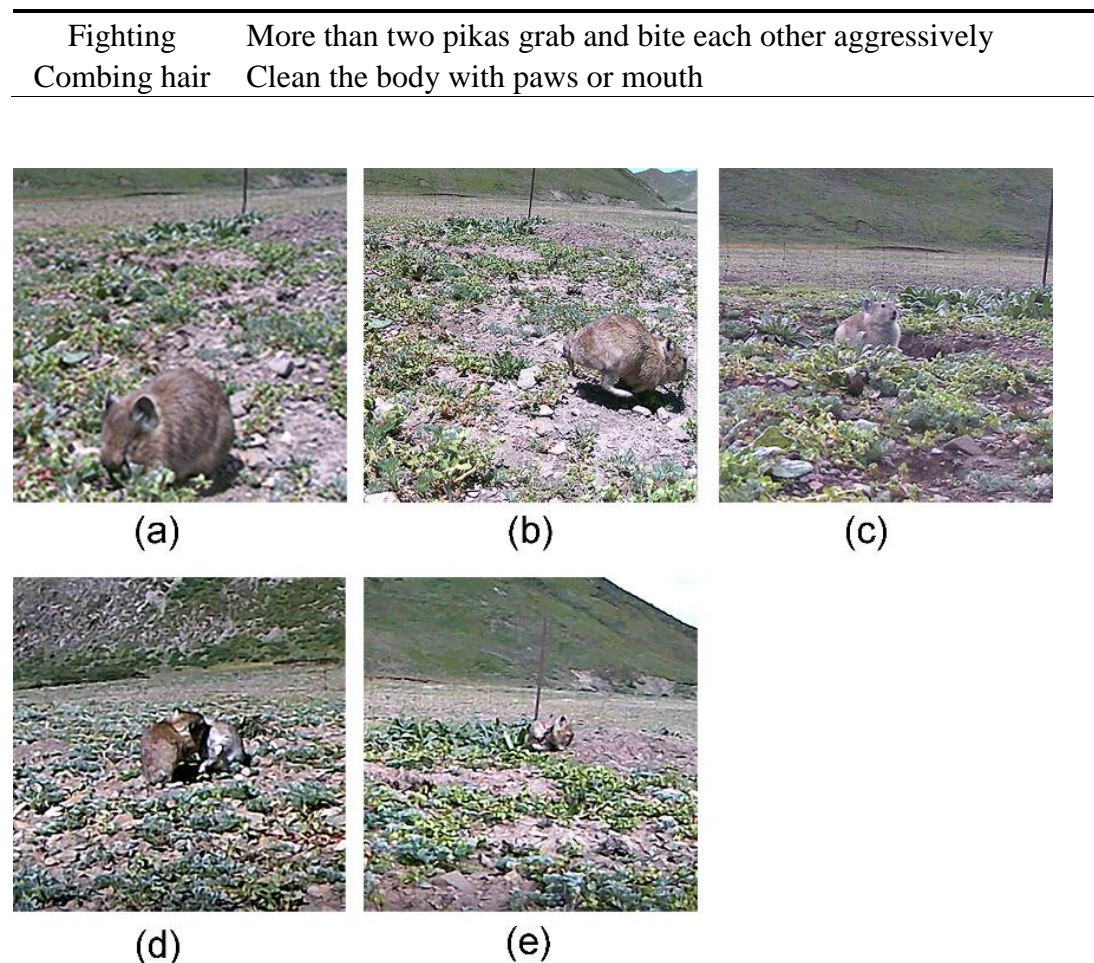 Fighting More than two pikas grab and bite each other aggressively
Combing hair Clean the body with paws or mouth
(a) (b) (c)
(d) (e)